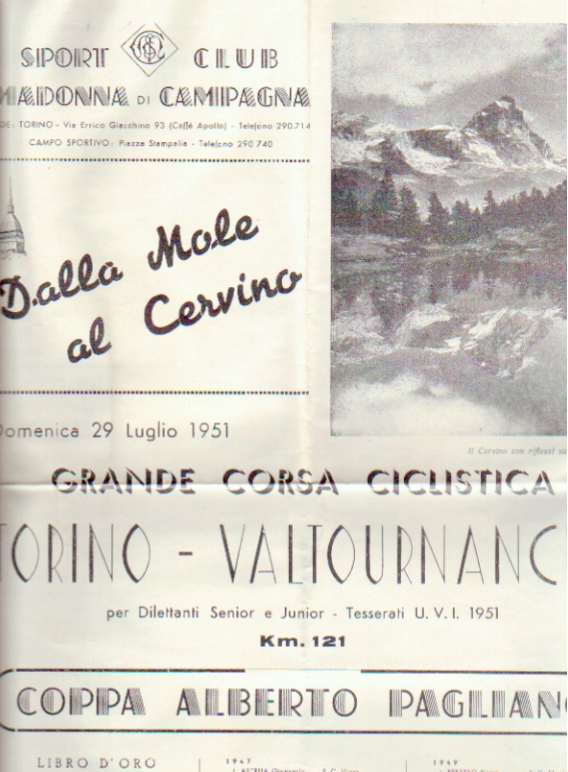 SPORT CLUB
MADONNA DI CAMPAGNA
DE: TORINO - Via Errico Giacchino 93 (Caffè Apollo) - Telefono 290.714
CAMPO SPORTIVO: Piazza Stampalia - Telefono 290 740
Dalla Mole
al Cervino
Domenica 29 Luglio 1951
Il Cervino con riflessi su
GRANDE CORSA CICLISTICA
TORINO - VALTOURNANC
per Dilettanti Senior e Junior - Tesserati U. V. I. 1951
Km. 121
COPPA ALBERTO PAGLIANO
LIBRO D'ORO
1947
1949